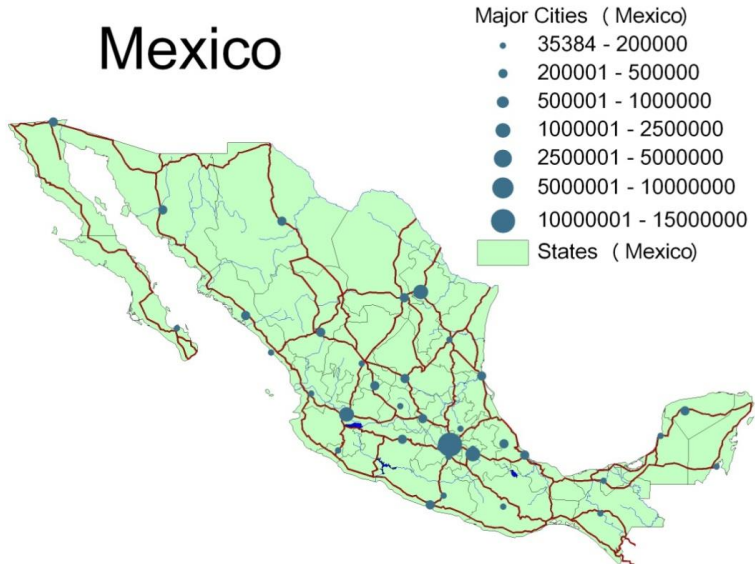 Mexico
Major Cities ( Mexico)
35384 - 200000
200001 - 500000
500001 - 1000000
1000001 - 2500000
2500001 - 5000000
5000001 - 10000000
10000001 - 15000000
States ( Mexico)